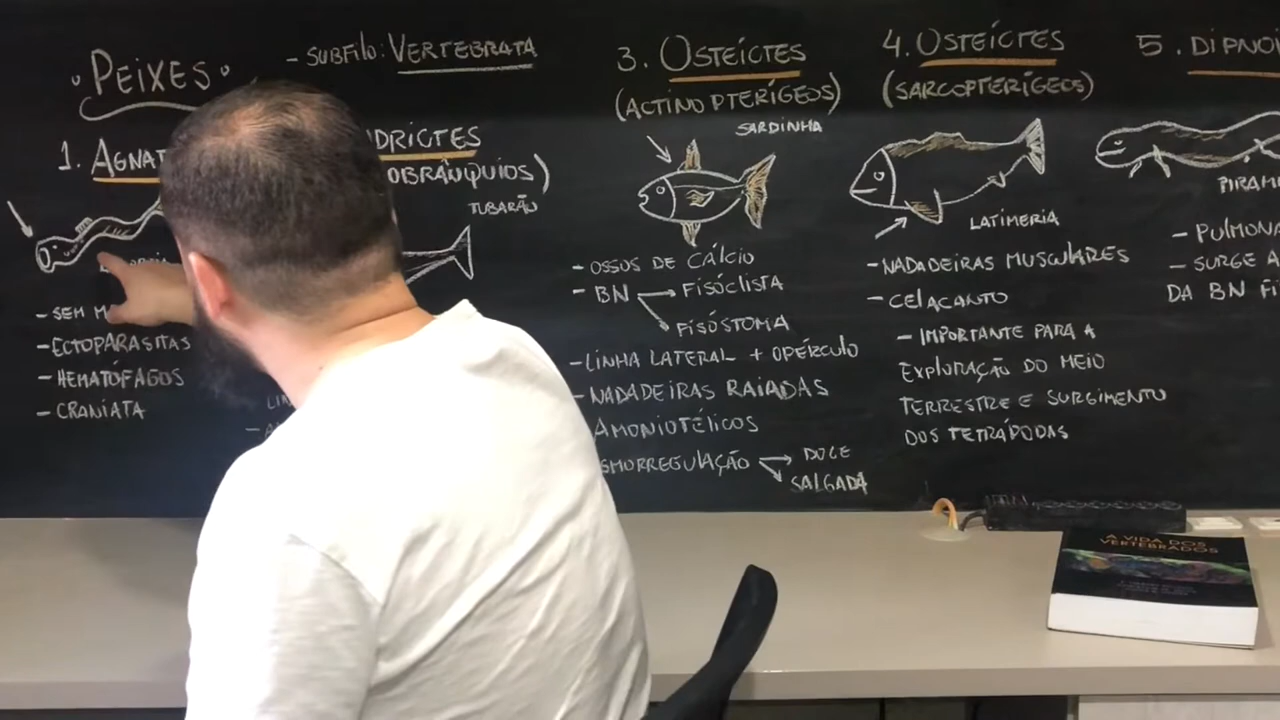 PEIXES
- SUBFILO: VERTEBRATA
1. AGNAT
- SEM M
- ECTOPARASITAS
- HEMATÓFAGOS
- CRANIATA
DRICTES
OBRÂNQUIOS)
TUBARÃO
LIN
3. OSTEÍCTES
(ACTINOPTERÍGEOS)
SARDINHA
- OSSOS DE CÁLCIO
- BN → FISÓCLISTA
FISÓSTOMA
- LINHA LATERAL + OPÉRCULO
- NADADEIRAS RAIADAS
AMONIOTÉLICOS
SMORREGULAÇÃO → DOCE
SALGADA
4. OSTEÍCTES
(SARCOPTERÍGEOS)
LATIMERIA
- NADADEIRAS MUSCULARES
- CELACANTO
- IMPORTANTE PARA A
EXPLORAÇÃO DO MEIO
TERRESTRE E SURGIMENTO
DOS TETRÁPODAS
5. DIPNOI
PIRAM
- PULMONA
- SURGE A
DA BN FI
A VIDA DOS
VERTEBRADOS